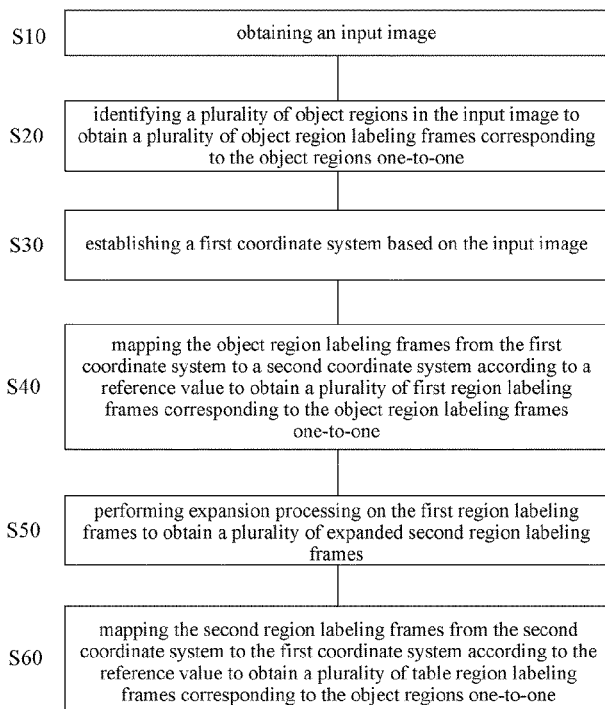 S10
obtaining an input image
S20
identifying a plurality of object regions in the input image to
obtain a plurality of object region labeling frames corresponding
to the object regions one-to-one
S30
establishing a first coordinate system based on the input image
S40
mapping the object region labeling frames from the first
coordinate system to a second coordinate system according to a
reference value to obtain a plurality of first region labeling
frames corresponding to the object region labeling frames
one-to-one
S50
performing expansion processing on the first region labeling
frames to obtain a plurality of expanded second region labeling
frames
S60
mapping the second region labeling frames from the second
coordinate system to the first coordinate system according to the
reference value to obtain a plurality of table region labeling
frames corresponding to the object regions one-to-one